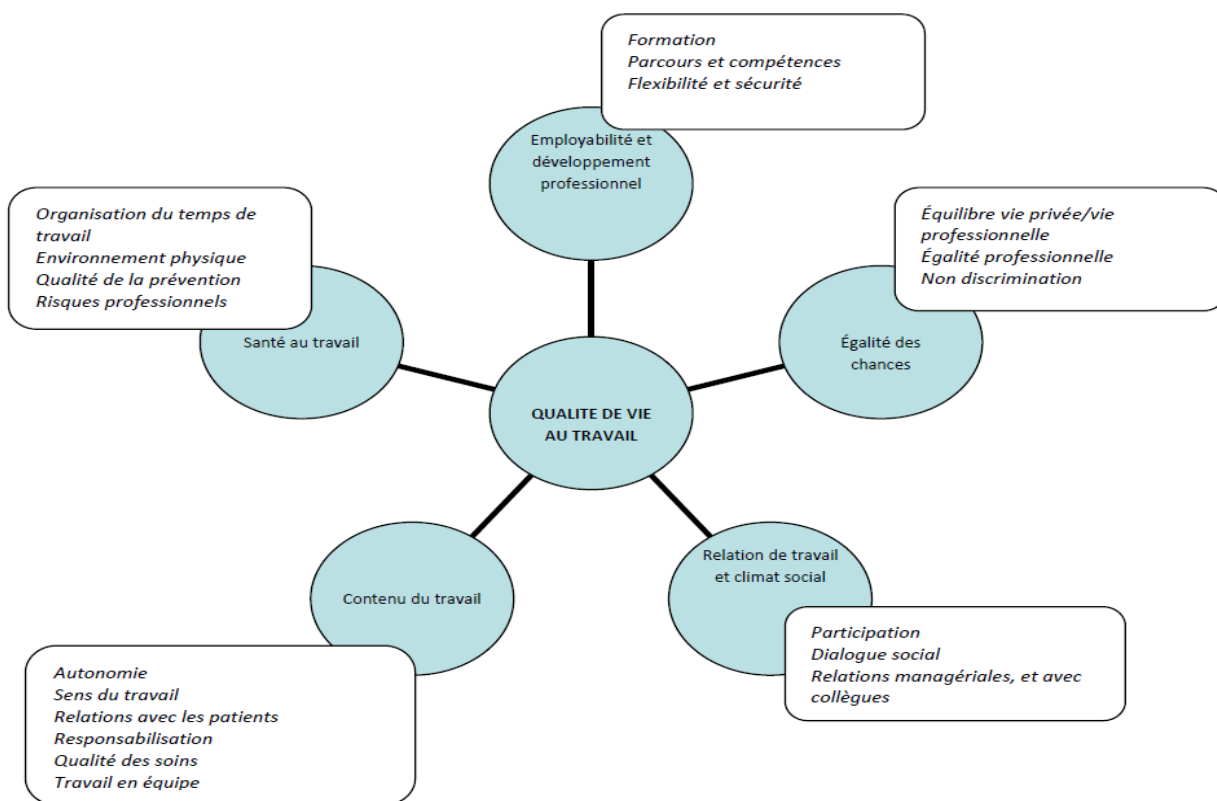 Formation
Parcours et compétences
Flexibilité et sécurité
Employabilité et
développement
professionnel
Organisation du temps de
travail
Environnement physique
Qualité de la prévention
Risques professionnels
Santé au travail
Équilibre vie privée/vie
professionnelle
Égalité professionnelle
Non discrimination
Égalité des
chances
QUALITE DE VIE
AU TRAVAIL
Contenu du travail
Autonomie
Sens du travail
Relations avec les patients
Responsabilisation
Qualité des soins
Travail en équipe
Relation de travail
et climat social
Participation
Dialogue social
Relations managériales, et avec
collègues